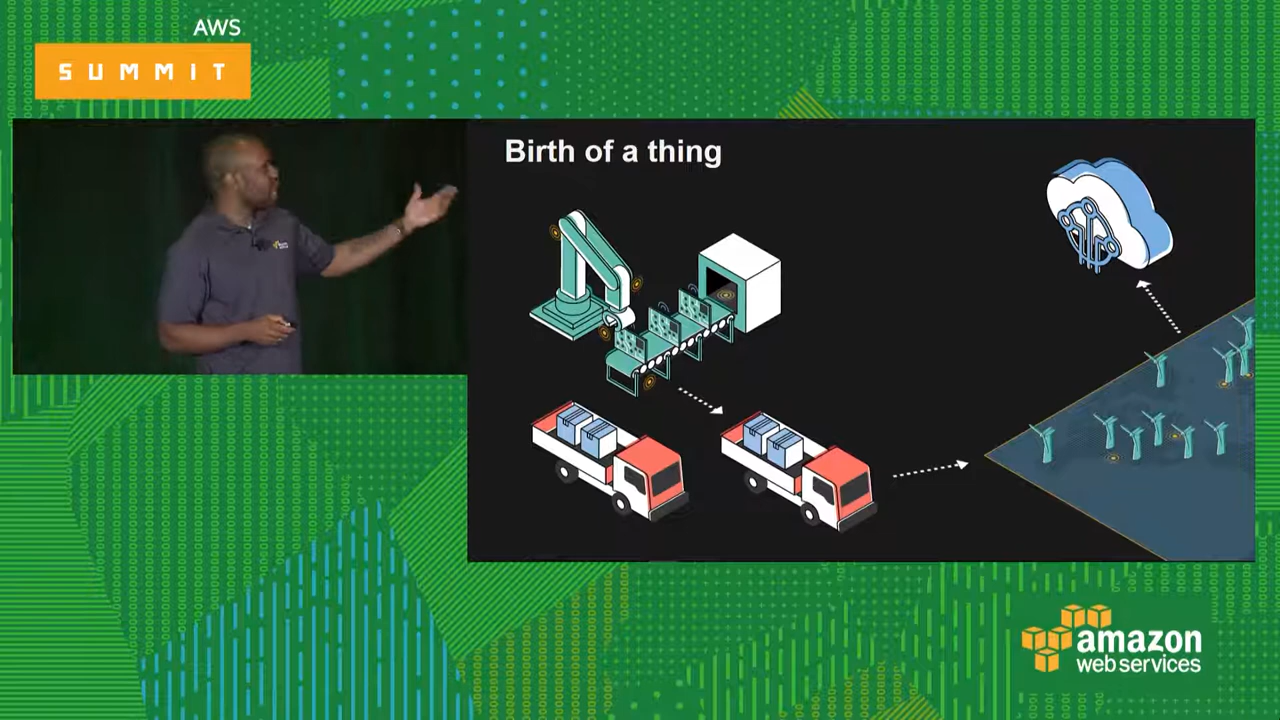 AWS
SUMMIT
Birth of a thing
amazon
web services